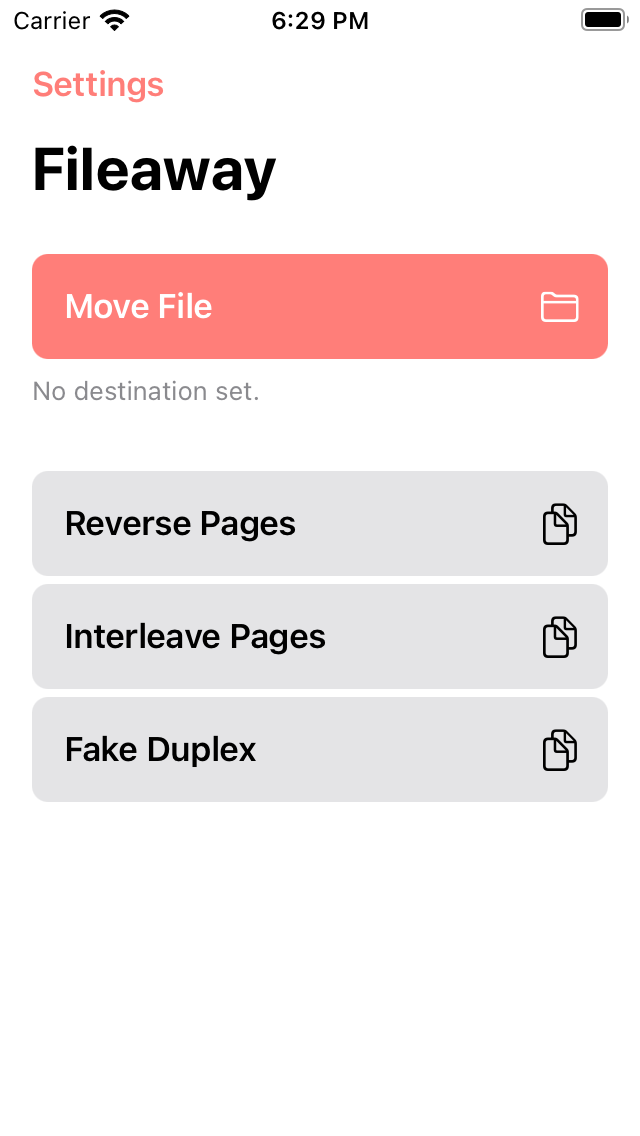 Carrier 6:29 PM
Settings
Fileaway
Move File
No destination set.
Reverse Pages
Interleave Pages
Fake Duplex